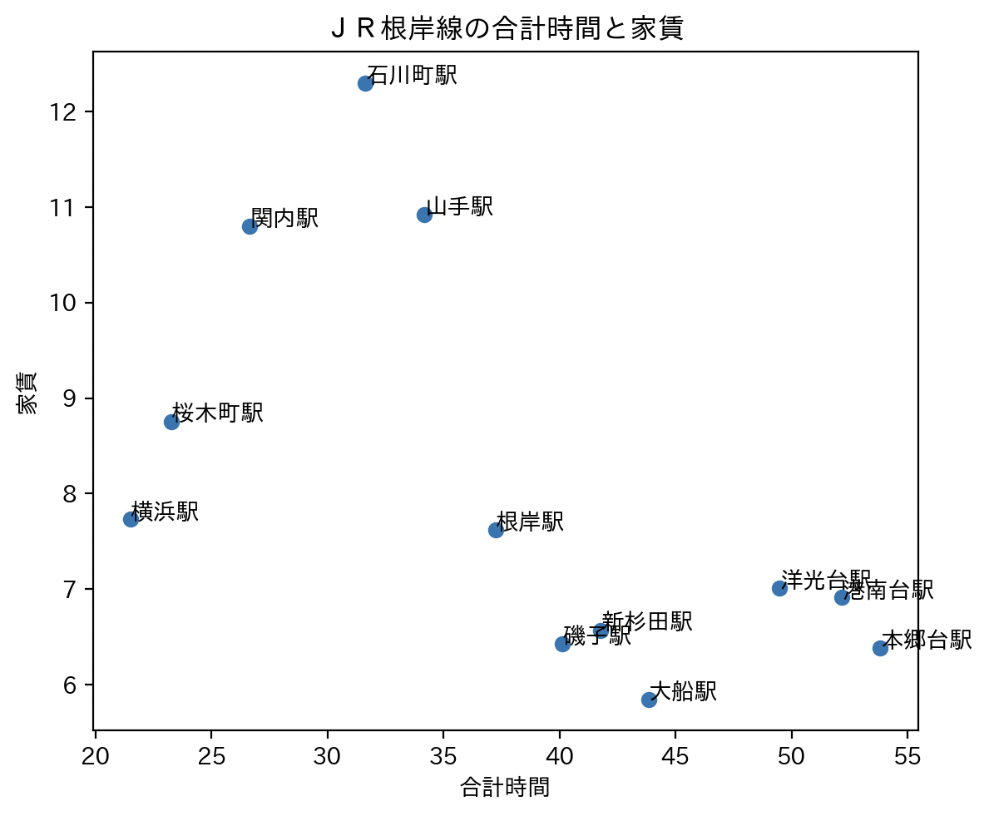 ＪＲ根岸線の合計時間と家賃
家賃
12
11
10
9
8
7
6
石川町駅
山手駅
関内駅
桜木町駅
横浜駅
根岸駅
洋光台駅
港南台駅
新杉田駅
磯子駅
本郷台駅
大船駅
20 25 30 35 40 45 50 55
合計時間